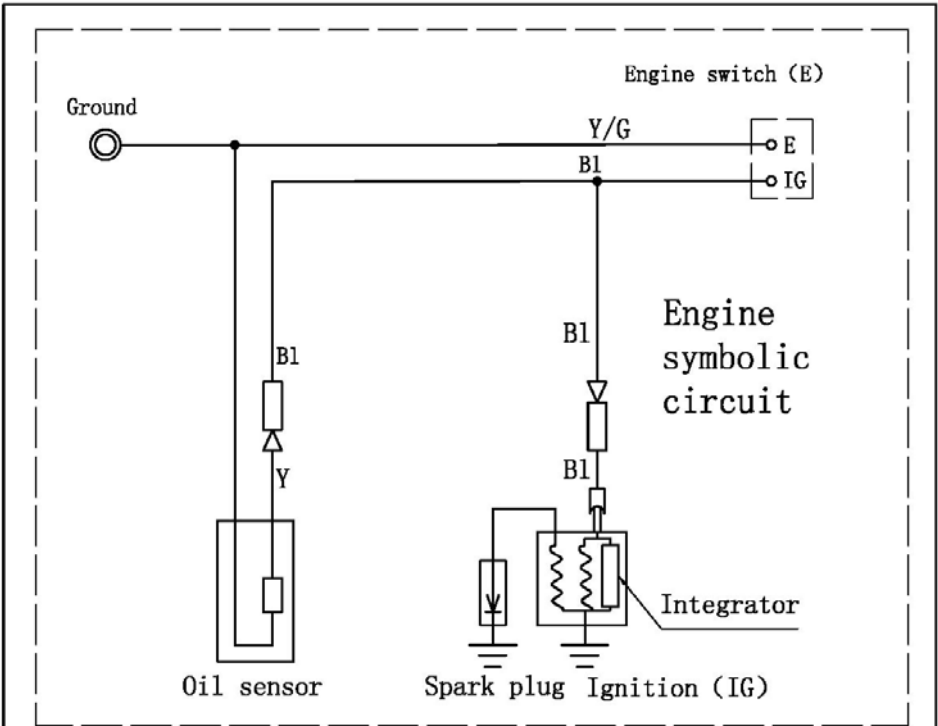 Engine switch (E)
Ground
Y/G
E
Bl
IG
Engine
symbolic
circuit
Bl
Bl
Y
Bl
Integrator
Oil sensor
Spark plug
Ignition (IG)